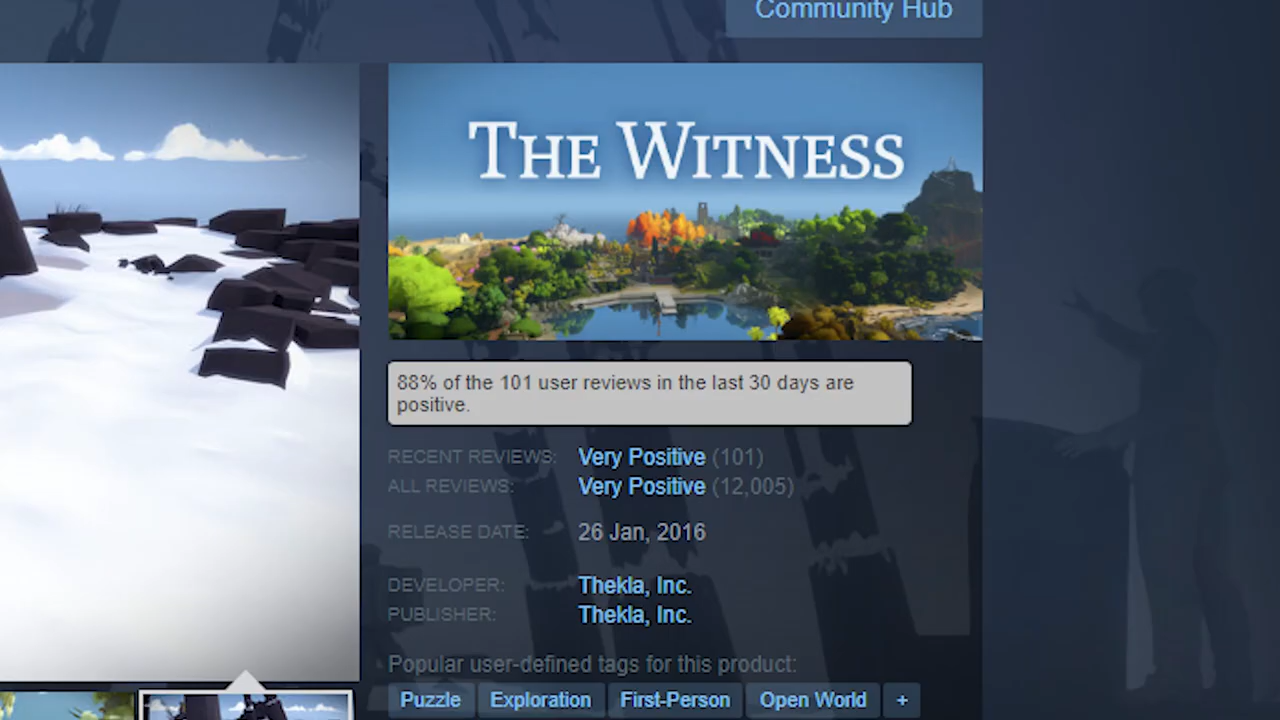 Community Hub
THE WITNESS
88% of the 101 user reviews in the last 30 days are
positive.
RECENT REVIEWS: Very Positive (101)
ALL REVIEWS: Very Positive (12,005)
RELEASE DATE: 26 Jan, 2016
DEVELOPER: Thekla, Inc.
PUBLISHER: Thekla, Inc.
Popular user-defined tags for this product:
Puzzle Exploration First-Person Open World +